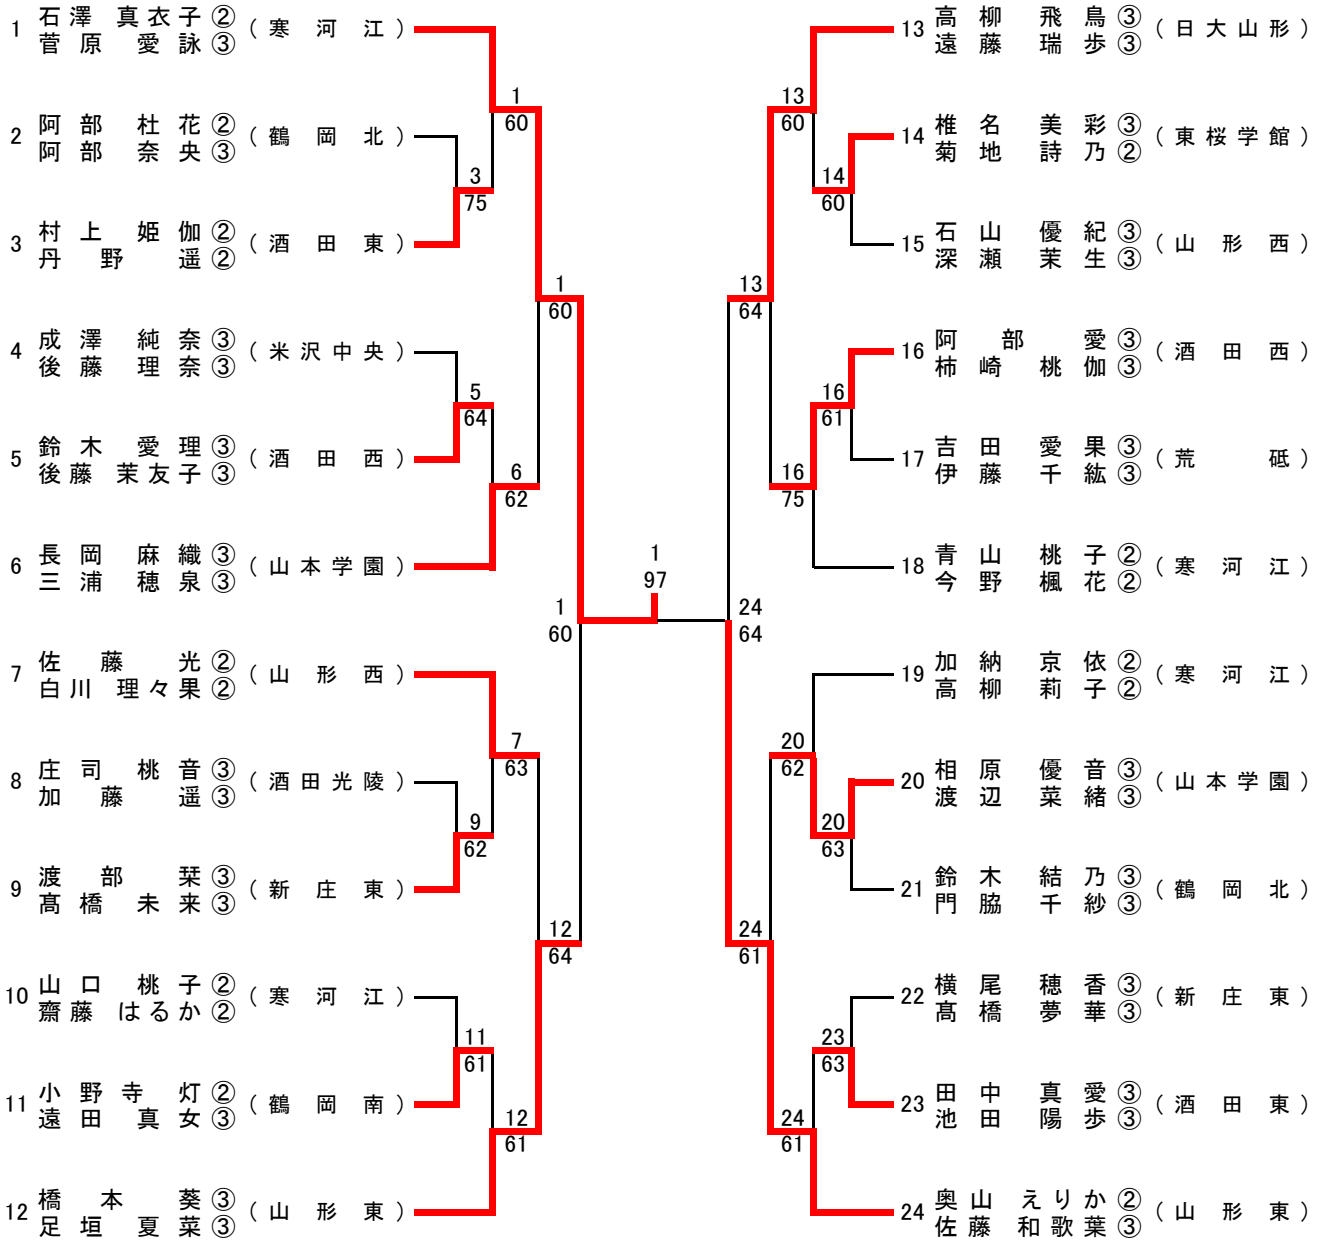 1 石澤 真衣子 ② (寒河江)
菅原 愛詠 ③
2 阿部 杜花 ② (鶴岡北)
阿部 奈央 ③
3 村上 姫伽 ② (酒田東)
丹野 遥 ②
4 成澤 純奈 ③ (米沢中央)
後藤 理奈 ③
5 鈴木 愛理 ③ (酒田西)
後藤 茉友子 ③
6 長岡 麻織 ③ (山本学園)
三浦 穂泉 ③
7 佐藤 光 ② (山形西)
白川 理々果 ②
8 庄司 桃音 ③ (酒田光陵)
加藤 遥 ③
9 渡部 栞 ③ (新庄東)
髙橋 未来 ③
10 山口 桃子 ② (寒河江)
齋藤 はるか ②
11 小野寺 灯 ② (鶴岡南)
遠田 真女 ③
12 橋本 葵 ③ (山形東)
足垣 夏菜 ③
1
60
3
75
1
60
5
64
6
62
1
60
7
63
9
62
12
64
11
61
12
61
1
97
13
60
14
60
13
64
16
61
16
75
24
64
20
62
20
63
24
61
23
63
24
61
13 高柳 飛鳥 ③ (日大山形)
遠藤 瑞歩 ③
14 椎名 美彩 ③ (東桜学館)
菊地 詩乃 ②
15 石山 優紀 ③ (山形西)
深瀬 茉生 ③
16 阿部 愛 ③ (酒田西)
柿崎 桃伽 ③
17 吉田 愛果 ③ (荒砥)
伊藤 千紘 ③
18 青山 桃子 ② (寒河江)
今野 楓花 ②
19 加納 京依 ② (寒河江)
高柳 莉子 ②
20 相原 優音 ③ (山本学園)
渡辺 菜緒 ③
21 鈴木 結乃 ③ (鶴岡北)
門脇 千紗 ③
22 横尾 穂香 ③ (新庄東)
髙橋 夢華 ③
23 田中 真愛 ③ (酒田東)
池田 陽歩 ③
24 奥山 えりか ② (山形東)
佐藤 和歌葉 ③